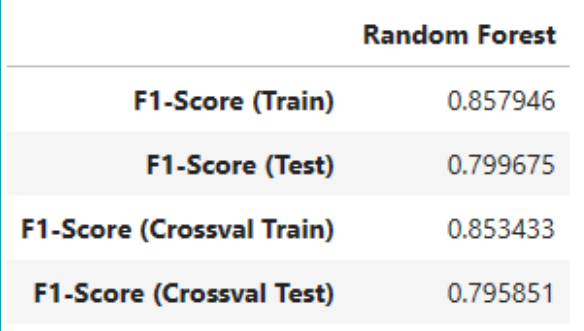 Random Forest
F1-Score (Train) 0.857946
F1-Score (Test) 0.799675
F1-Score (Crossval Train) 0.853433
F1-Score (Crossval Test) 0.795851